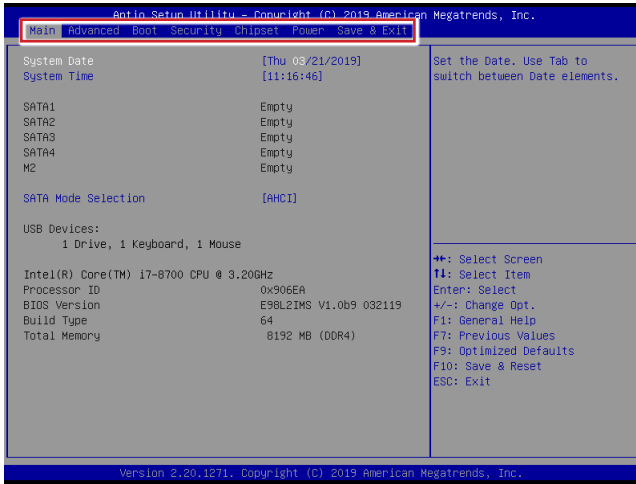 Aptio Setup Utility – Copyright (C) 2019 American Megatrends, Inc.
Main Advanced Boot Security Chipset Power Save & Exit
System Date [Thu 03/21/2019]
System Time [11:16:46]
SATA1 Empty
SATA2 Empty
SATA3 Empty
SATA4 Empty
M2 Empty
SATA Mode Selection [AHCI]
USB Devices:
1 Drive, 1 Keyboard, 1 Mouse
Intel(R) Core(TM) i7-8700 CPU @ 3.20GHz
Processor ID 0x906EA
BIOS Version E98L2IMS V1.0b9 032119
Build Type 64
Total Memory 8192 MB (DDR4)
Set the Date. Use Tab to
switch between Date elements.
→←: Select Screen
↑↓: Select Item
Enter: Select
+/-: Change Opt.
F1: General Help
F7: Previous Values
F9: Optimized Defaults
F10: Save & Reset
ESC: Exit
Version 2.20.1271. Copyright (C) 2019 American Megatrends, Inc.